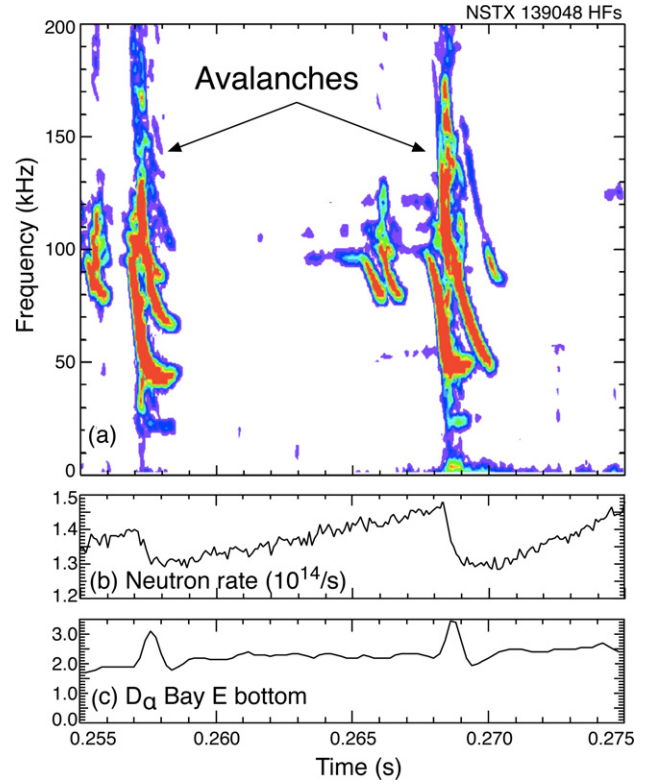 NSTX 139048 HFs
200
Avalanches
150
Frequency (kHz)
100
50
(a)
0
1.5
1.4
1.3
(b) Neutron rate (10¹⁴/s)
1.2
3.0
2.0
1.0
(c) Dα Bay E bottom
0.0
0.255 0.260 0.265 0.270 0.275
Time (s)